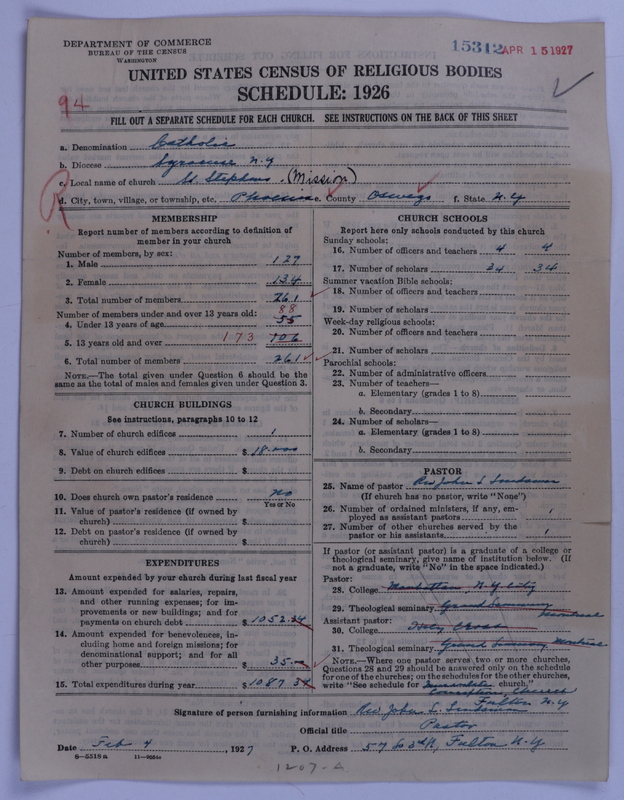 DEPARTMENT OF COMMERCE
BUREAU OF THE CENSUS
WASHINGTON
15312 APR 15 1927
UNITED STATES CENSUS OF RELIGIOUS BODIES
SCHEDULE: 1926
94
FILL OUT A SEPARATE SCHEDULE FOR EACH CHURCH. SEE INSTRUCTIONS ON THE BACK OF THIS SHEET
a. Denomination Catholic
b. Diocese Syracuse N.Y
c. Local name of church St Stephens (Mission)
R
d. City, town, village, or township, etc. Phoenix e. County Oswego f. State N.Y
MEMBERSHIP
Report number of members according to definition of
member in your church
Number of members, by sex:
1. Male 127
2. Female 134
3. Total number of members 261
Number of members under and over 13 years old: 88
4. Under 13 years of age 55
5. 13 years old and over 173 106
6. Total number of members 261
NOTE.—The total given under Question 6 should be the
same as the total of males and females given under Question 3.
CHURCH BUILDINGS
See instructions, paragraphs 10 to 12
7. Number of church edifices 1
8. Value of church edifices $ 18.000
9. Debt on church edifices $
10. Does church own pastor's residence No
Yes or No
11. Value of pastor's residence (if owned by
church) $
12. Debt on pastor's residence (if owned by
church) $
EXPENDITURES
Amount expended by your church during last fiscal year
13. Amount expended for salaries, repairs,
and other running expenses; for im-
provements or new buildings; and for
payments on church debt $ 1052.34
14. Amount expended for benevolences, in-
cluding home and foreign missions; for
denominational support; and for all
other purposes $ 35.00
15. Total expenditures during year $ 1087.34
CHURCH SCHOOLS
Report here only schools conducted by this church
Sunday schools:
16. Number of officers and teachers 4 4
17. Number of scholars 34 34
Summer vacation Bible schools:
18. Number of officers and teachers
19. Number of scholars
Week-day religious schools:
20. Number of officers and teachers
21. Number of scholars
Parochial schools:
22. Number of administrative officers
23. Number of teachers—
a. Elementary (grades 1 to 8)
b. Secondary
24. Number of scholars—
a. Elementary (grades 1 to 8)
b. Secondary
PASTOR
25. Name of pastor Rev John L.
(If church has no pastor, write "None")
26. Number of ordained ministers, if any, em-
ployed as assistant pastors 1
27. Number of other churches served by the
pastor or his assistants 1
If pastor (or assistant pastor) is a graduate of a college or
theological seminary, give name of institution below. (If
not a graduate, write "No" in the space indicated.)
Pastor:
28. College Manhattan, N.Y City
29. Theological seminary Grand Seminary Montreal
Assistant pastor:
30. College Holy Cross
31. Theological seminary Grand Seminary Montreal
NOTE.—Where one pastor serves two or more churches,
Questions 28 and 29 should be answered only on the schedule
for one of the churches; on the schedules for the other churches,
write "See schedule for Immaculate church."
Conception, Church
Fulton N.Y
Signature of person furnishing information Rev John L.
Official title Pastor
Date Feb 4, 1927 P. O. Address 57 So 3rd St, Fulton N.Y
8—5518a
1207-A